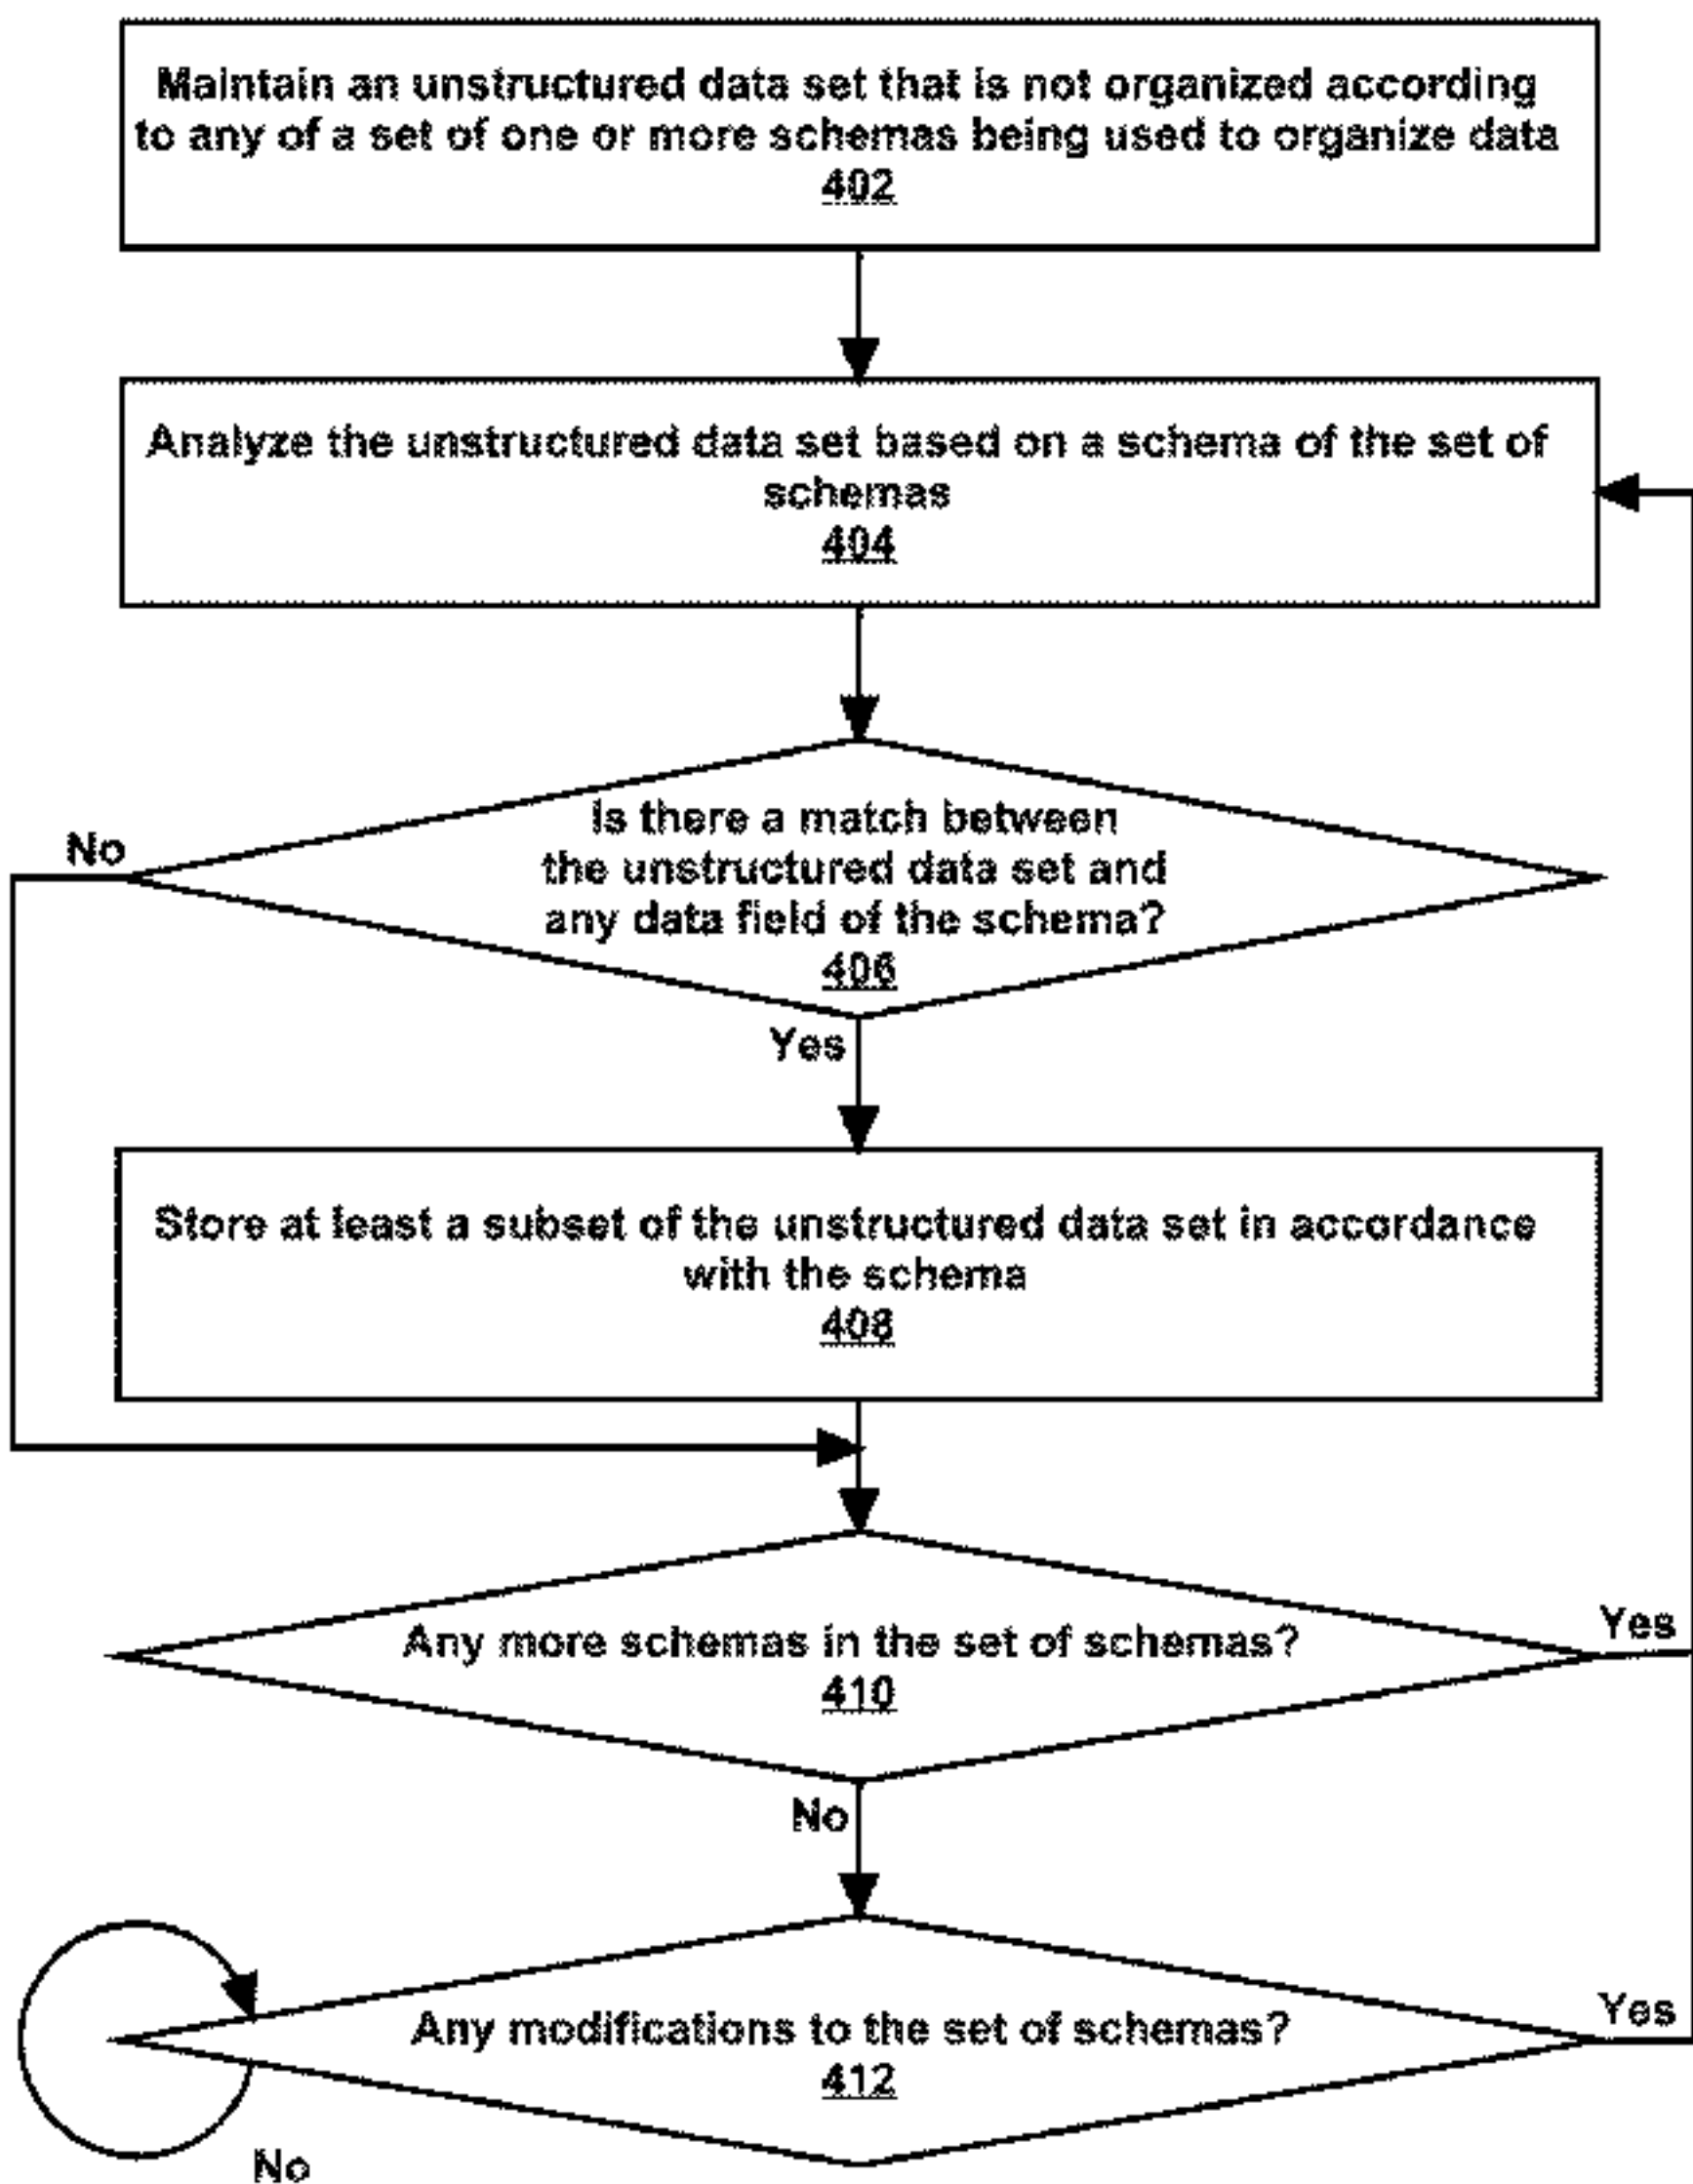 Maintain an unstructured data set that is not organized according
to any of a set of one or more schemas being used to organize data
402
Analyze the unstructured data set based on a schema of the set of
schemas
404
No
Is there a match between
the unstructured data set and
any data field of the schema?
406
Yes
Store at least a subset of the unstructured data set in accordance
with the schema
408
Any more schemas in the set of schemas?
410
Yes
No
Any modifications to the set of schemas?
412
Yes
No